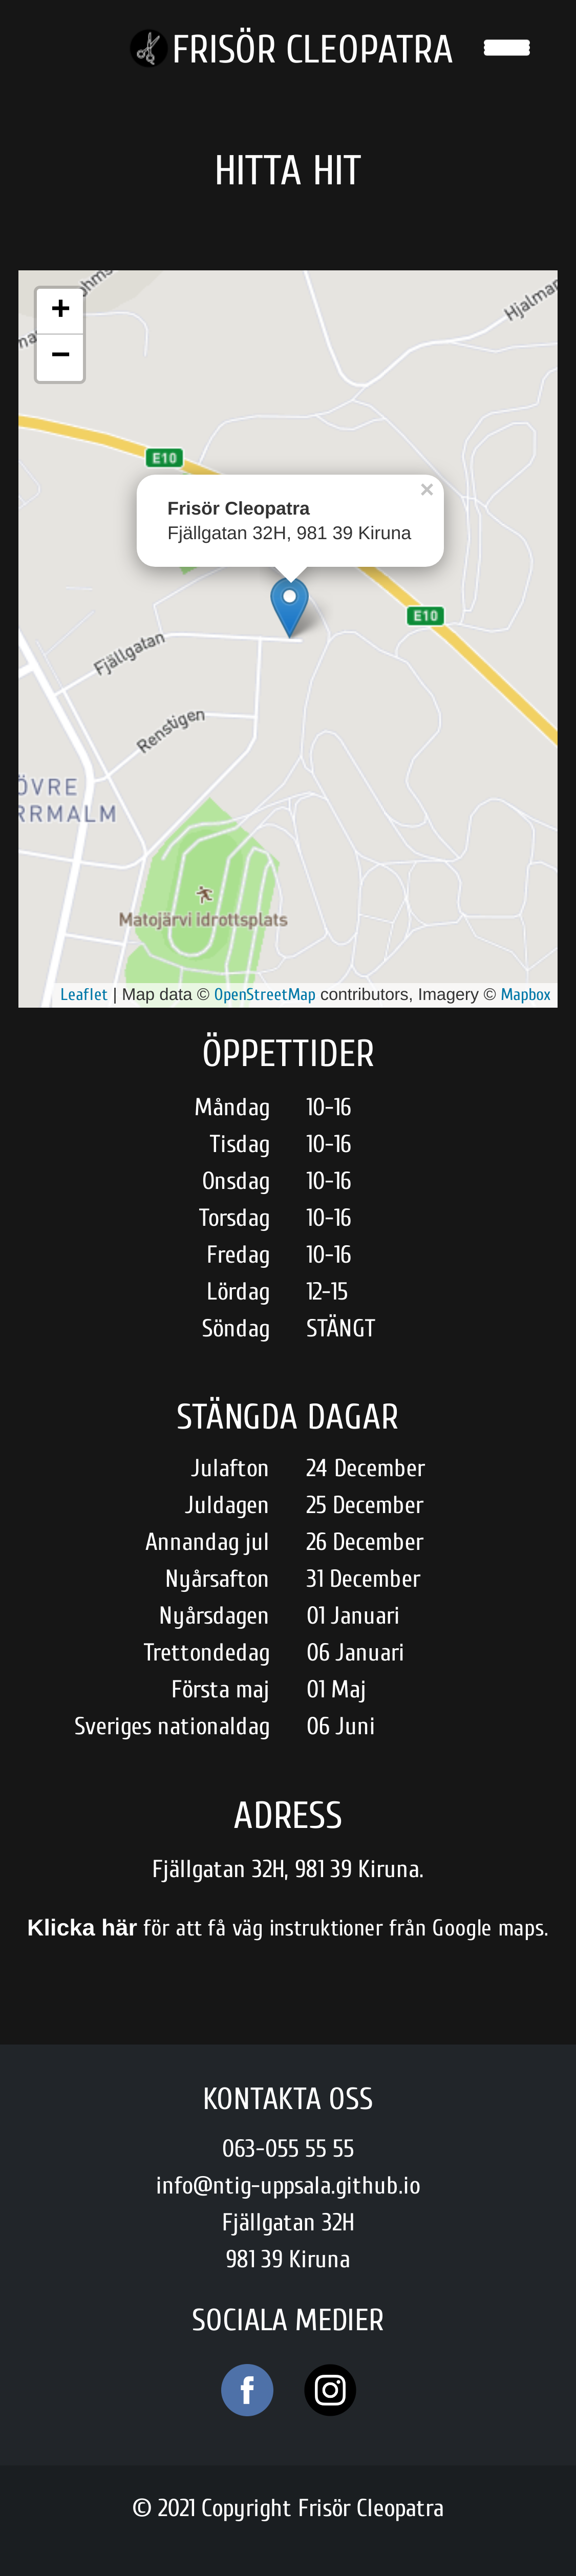 FRISÖR CLEOPATRA
HITTA HIT
+
−
Hjalmar
E10
×
Frisör Cleopatra
Fjällgatan 32H, 981 39 Kiruna
E10
Fjällgatan
Renstigen
ÖVRE
RRMALM
Matojärvi idrottsplats
Leaflet | Map data © OpenStreetMap contributors, Imagery © Mapbox
ÖPPETTIDER
Måndag 10-16
Tisdag 10-16
Onsdag 10-16
Torsdag 10-16
Fredag 10-16
Lördag 12-15
Söndag STÄNGT
STÄNGDA DAGAR
Julafton 24 December
Juldagen 25 December
Annandag jul 26 December
Nyårsafton 31 December
Nyårsdagen 01 Januari
Trettondedag 06 Januari
Första maj 01 Maj
Sveriges nationaldag 06 Juni
ADRESS
Fjällgatan 32H, 981 39 Kiruna.
Klicka här för att få väg instruktioner från Google maps.
KONTAKTA OSS
063-055 55 55
info@ntig-uppsala.github.io
Fjällgatan 32H
981 39 Kiruna
SOCIALA MEDIER
© 2021 Copyright Frisör Cleopatra